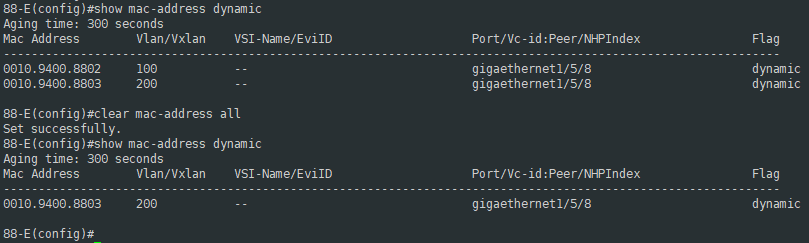 88-E(config)#show mac-address dynamic
Aging time: 300 seconds
Mac Address Vlan/Vxlan VSI-Name/EviID Port/Vc-id:Peer/NHPIndex Flag
---------------------------------------------------------------------------------------------------------------
0010.9400.8802 100 -- gigaethernet1/5/8 dynamic
0010.9400.8803 200 -- gigaethernet1/5/8 dynamic
88-E(config)#clear mac-address all
Set successfully.
88-E(config)#show mac-address dynamic
Aging time: 300 seconds
Mac Address Vlan/Vxlan VSI-Name/EviID Port/Vc-id:Peer/NHPIndex Flag
---------------------------------------------------------------------------------------------------------------
0010.9400.8803 200 -- gigaethernet1/5/8 dynamic
88-E(config)#